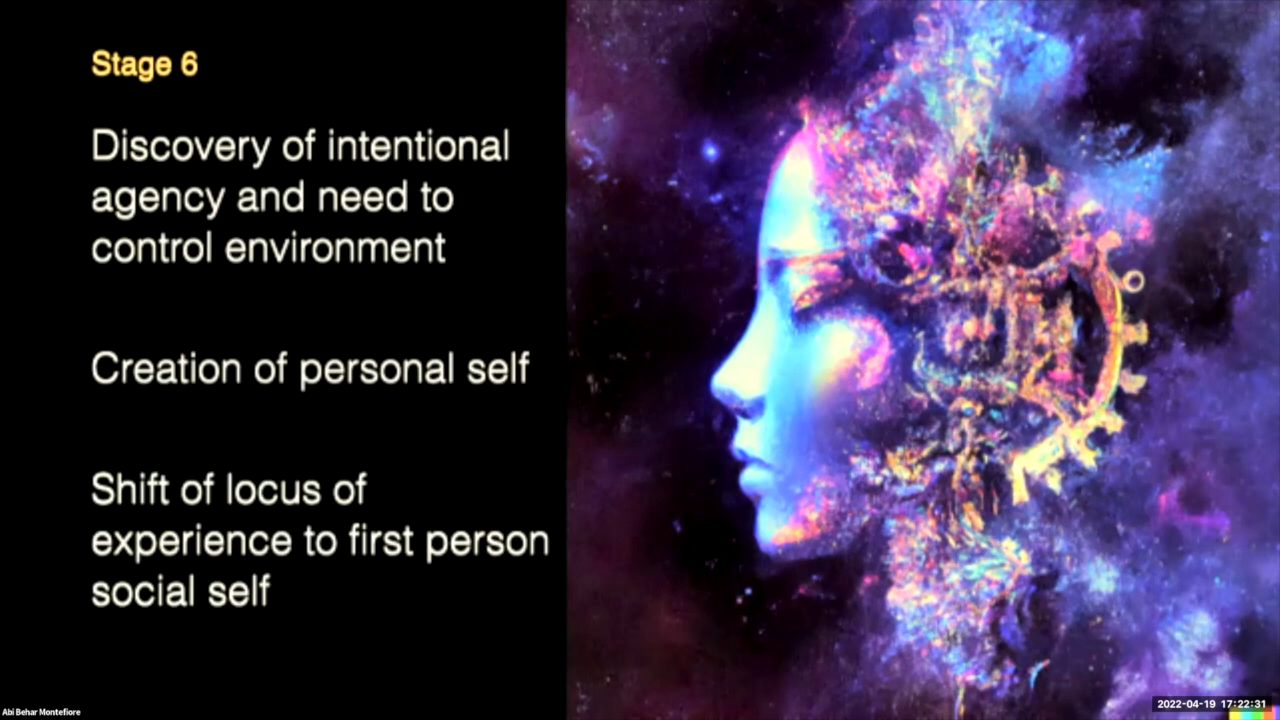 Stage 6
Discovery of intentional
agency and need to
control environment
Creation of personal self
Shift of locus of
experience to first person
social self
Abi Behar Montefiore
2022-04-19 17:22:31